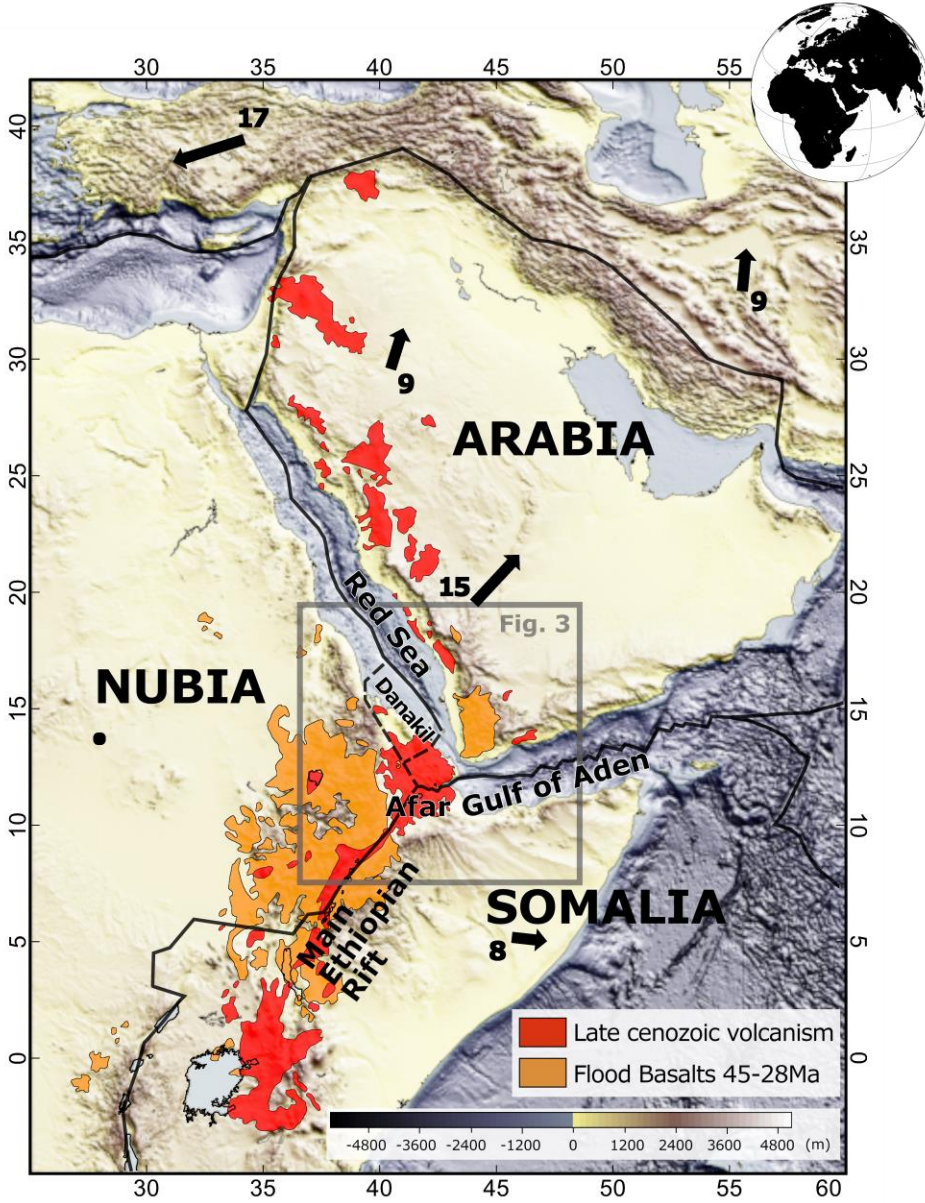 30 35 40 45 50 55
40
17
35
35
9
30
30
9
ARABIA
25
25
15
20
20
Red Sea
Fig. 3
NUBIA
Danakil
15
15
Afar Gulf of Aden
10
10
Main
Ethiopian
Rift
SOMALIA
8
5
5
Late cenozoic volcanism
0
0
Flood Basalts 45-28Ma
-4800 -3600 -2400 -1200 0 1200 2400 3600 4800 (m)
30 35 40 45 50 55 60